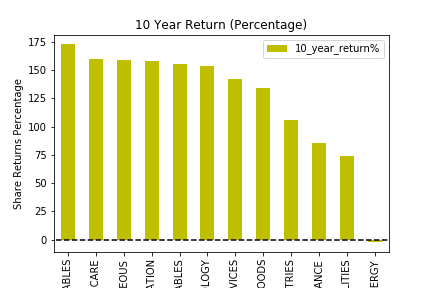 10 Year Return (Percentage)
10_year_return%
Share Returns Percentage
175
150
125
100
75
50
25
0
ABLES
CARE
EOUS
ATION
ABLES
LOGY
VICES
OODS
TRIES
ANCE
LITIES
ERGY